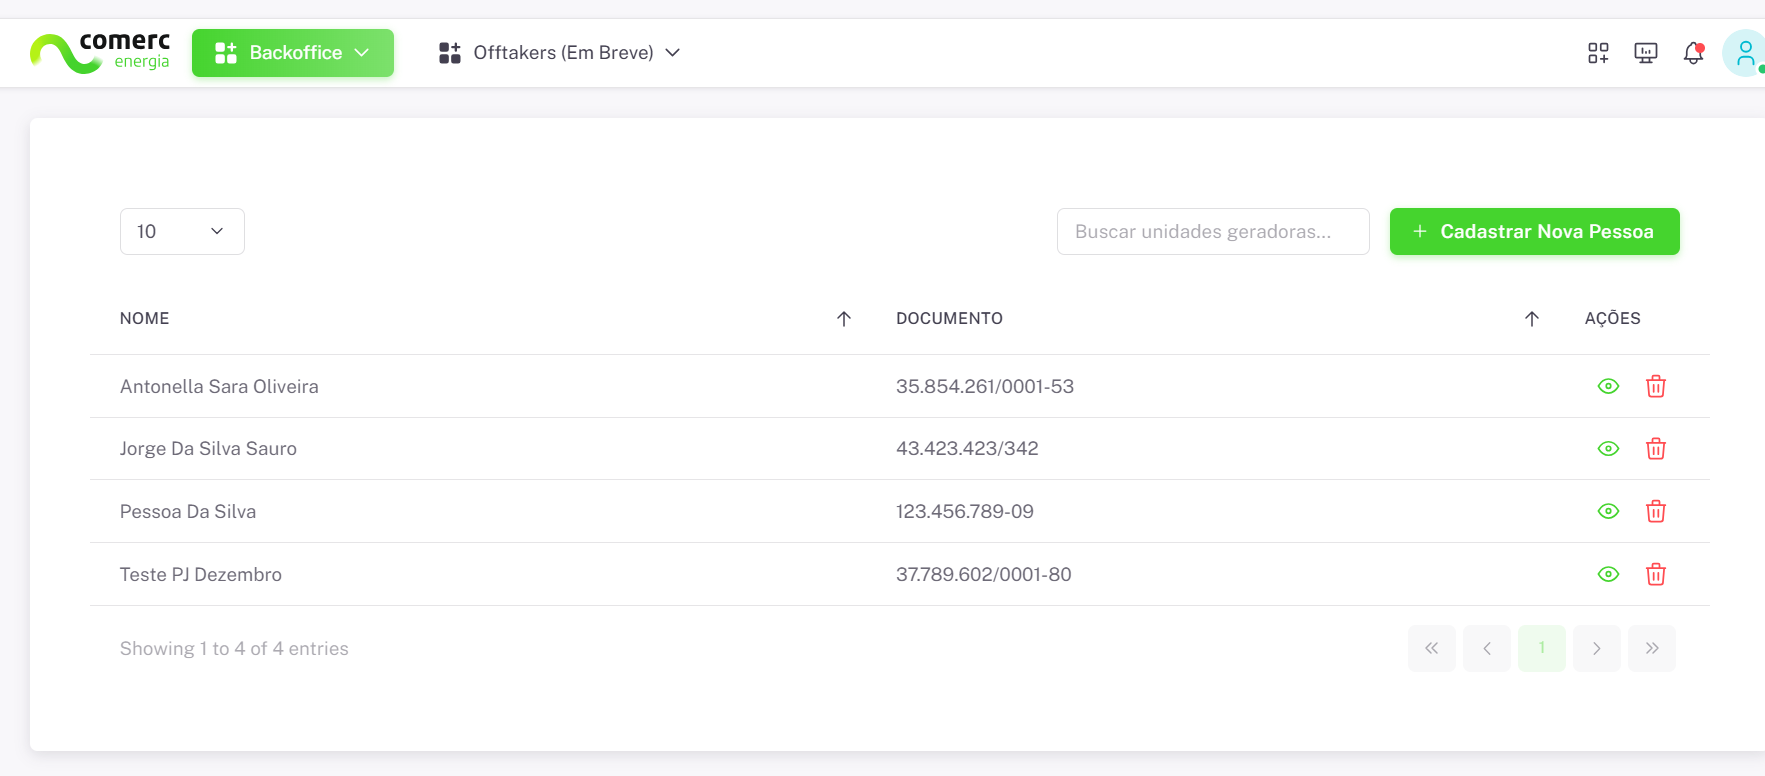 comerc
energia
Backoffice
Offtakers (Em Breve)
10
Buscar unidades geradoras...
+ Cadastrar Nova Pessoa
NOME DOCUMENTO AÇÕES
Antonella Sara Oliveira 35.854.261/0001-53
Jorge Da Silva Sauro 43.423.423/342
Pessoa Da Silva 123.456.789-09
Teste PJ Dezembro 37.789.602/0001-80
Showing 1 to 4 of 4 entries
« ‹ 1 › »